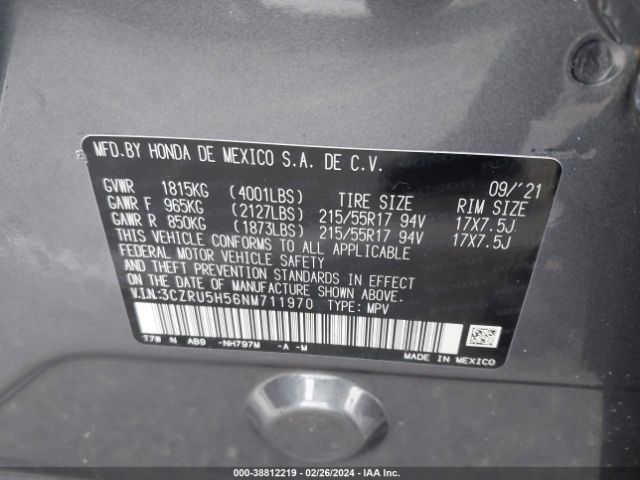 MFD.BY HONDA DE MEXICO S.A. DE C.V.
09/'21
GVWR 1815KG (4001LBS) TIRE SIZE RIM SIZE
GAWR F 965KG (2127LBS) 215/55R17 94V 17X7.5J
GAWR R 850KG (1873LBS) 215/55R17 94V 17X7.5J
THIS VEHICLE CONFORMS TO ALL APPLICABLE
FEDERAL MOTOR VEHICLE SAFETY
AND THEFT PREVENTION STANDARDS IN EFFECT
ON THE DATE OF MANUFACTURE SHOWN ABOVE.
V.I.N:3CZRU5H56NM711970 TYPE: MPV
AB9 -NH797M -A -M
MADE IN MEXICO
000-38812219 - 02/26/2024 - IAA Inc.